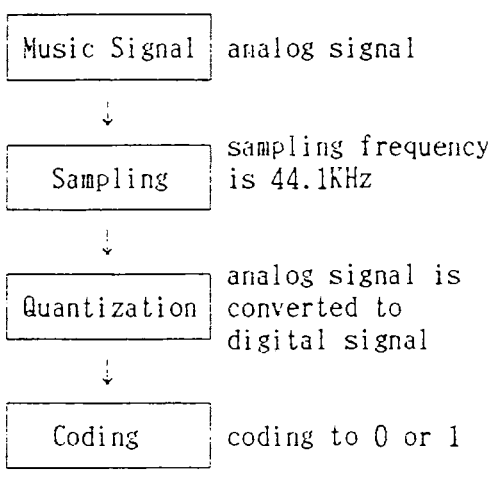 Music Signal
analog signal
Sampling
sampling frequency
is 44.1KHz
Quantization
analog signal is
converted to
digital signal
Coding
coding to 0 or 1